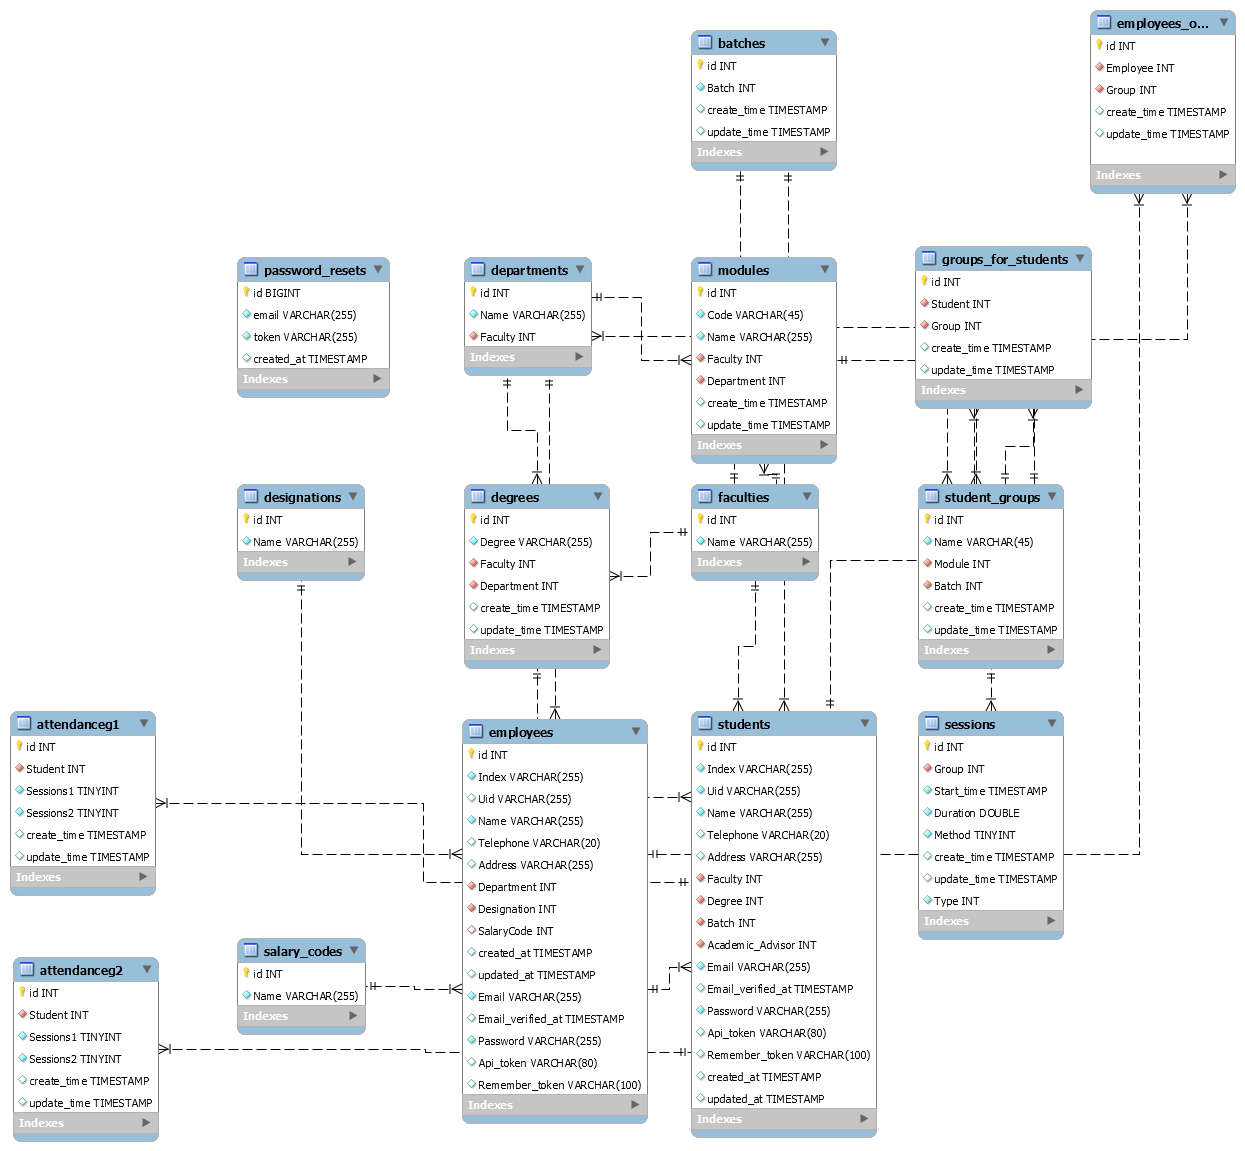 employees_o...
id INT
Employee INT
Group INT
create_time TIMESTAMP
update_time TIMESTAMP
Indexes
batches
id INT
Batch INT
create_time TIMESTAMP
update_time TIMESTAMP
Indexes
password_resets
id BIGINT
email VARCHAR(255)
token VARCHAR(255)
created_at TIMESTAMP
Indexes
departments
id INT
Name VARCHAR(255)
Faculty INT
Indexes
modules
id INT
Code VARCHAR(45)
Name VARCHAR(255)
Faculty INT
Department INT
create_time TIMESTAMP
update_time TIMESTAMP
Indexes
groups_for_students
id INT
Student INT
Group INT
create_time TIMESTAMP
update_time TIMESTAMP
Indexes
designations
id INT
Name VARCHAR(255)
Indexes
degrees
id INT
Degree VARCHAR(255)
Faculty INT
Department INT
create_time TIMESTAMP
update_time TIMESTAMP
Indexes
faculties
id INT
Name VARCHAR(255)
Indexes
student_groups
id INT
Name VARCHAR(45)
Module INT
Batch INT
create_time TIMESTAMP
update_time TIMESTAMP
Indexes
attendanceg1
id INT
Student INT
Sessions1 TINYINT
Sessions2 TINYINT
create_time TIMESTAMP
update_time TIMESTAMP
Indexes
employees
id INT
Index VARCHAR(255)
Uid VARCHAR(255)
Name VARCHAR(255)
Telephone VARCHAR(20)
Address VARCHAR(255)
Department INT
Designation INT
SalaryCode INT
created_at TIMESTAMP
updated_at TIMESTAMP
Email VARCHAR(255)
Email_verified_at TIMESTAMP
Password VARCHAR(255)
Api_token VARCHAR(80)
Remember_token VARCHAR(100)
Indexes
students
id INT
Index VARCHAR(255)
Uid VARCHAR(255)
Name VARCHAR(255)
Telephone VARCHAR(20)
Address VARCHAR(255)
Faculty INT
Degree INT
Batch INT
Academic_Advisor INT
Email VARCHAR(255)
Email_verified_at TIMESTAMP
Password VARCHAR(255)
Api_token VARCHAR(80)
Remember_token VARCHAR(100)
created_at TIMESTAMP
updated_at TIMESTAMP
Indexes
sessions
id INT
Group INT
Start_time TIMESTAMP
Duration DOUBLE
Method TINYINT
create_time TIMESTAMP
update_time TIMESTAMP
Type INT
Indexes
salary_codes
id INT
Name VARCHAR(255)
Indexes
attendanceg2
id INT
Student INT
Sessions1 TINYINT
Sessions2 TINYINT
create_time TIMESTAMP
update_time TIMESTAMP
Indexes